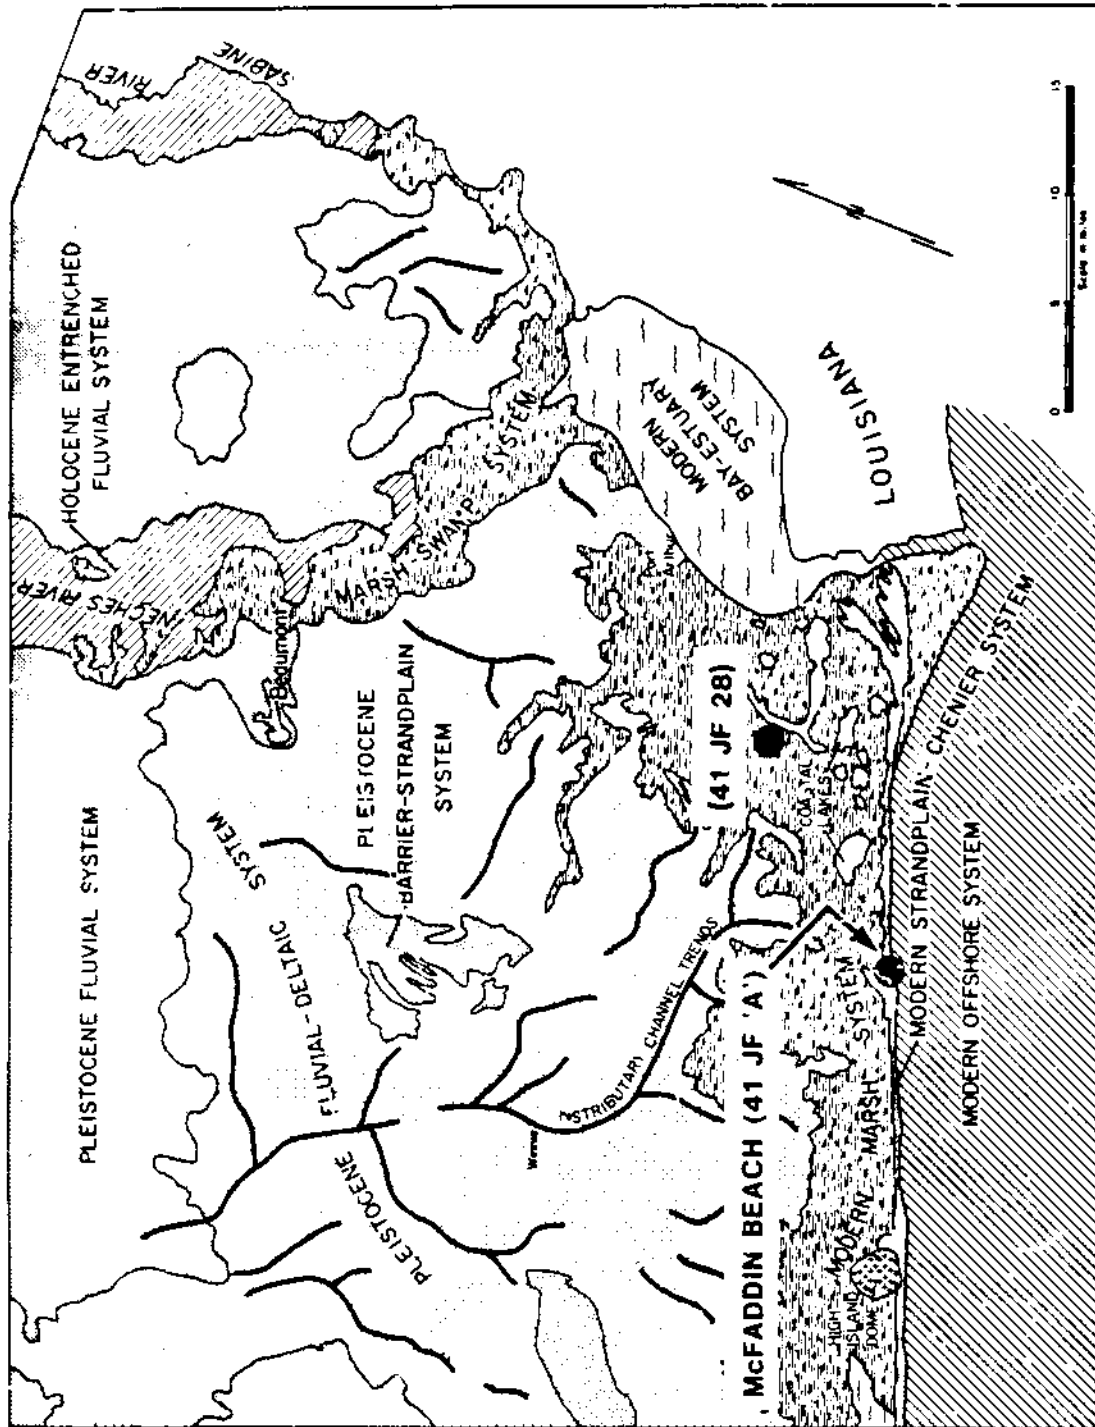 PLEISTOCENE FLUVIAL SYSTEM
HOLOCENE ENTRENCHED
FLUVIAL SYSTEM
NECHES RIVER
SABINE
RIVER
Beaumont
MARSH-SWAMP
SYSTEM
PLEISTOCENE
FLUVIAL-DELTAIC
SYSTEM
PLEISTOCENE
BARRIER-STRANDPLAIN
SYSTEM
MODERN
BAY-ESTUARY
SYSTEM
Port
Arthur
LOUISIANA
CHANNEL TRENDS
McFADDIN BEACH (41 JF 'A')
(41 JF 28)
COASTAL
LAKES
HIGH
ISLAND
DOME
MODERN MARSH SYSTEM
MODERN STRANDPLAIN-CHENIER SYSTEM
MODERN OFFSHORE SYSTEM
N
0 5 10 15